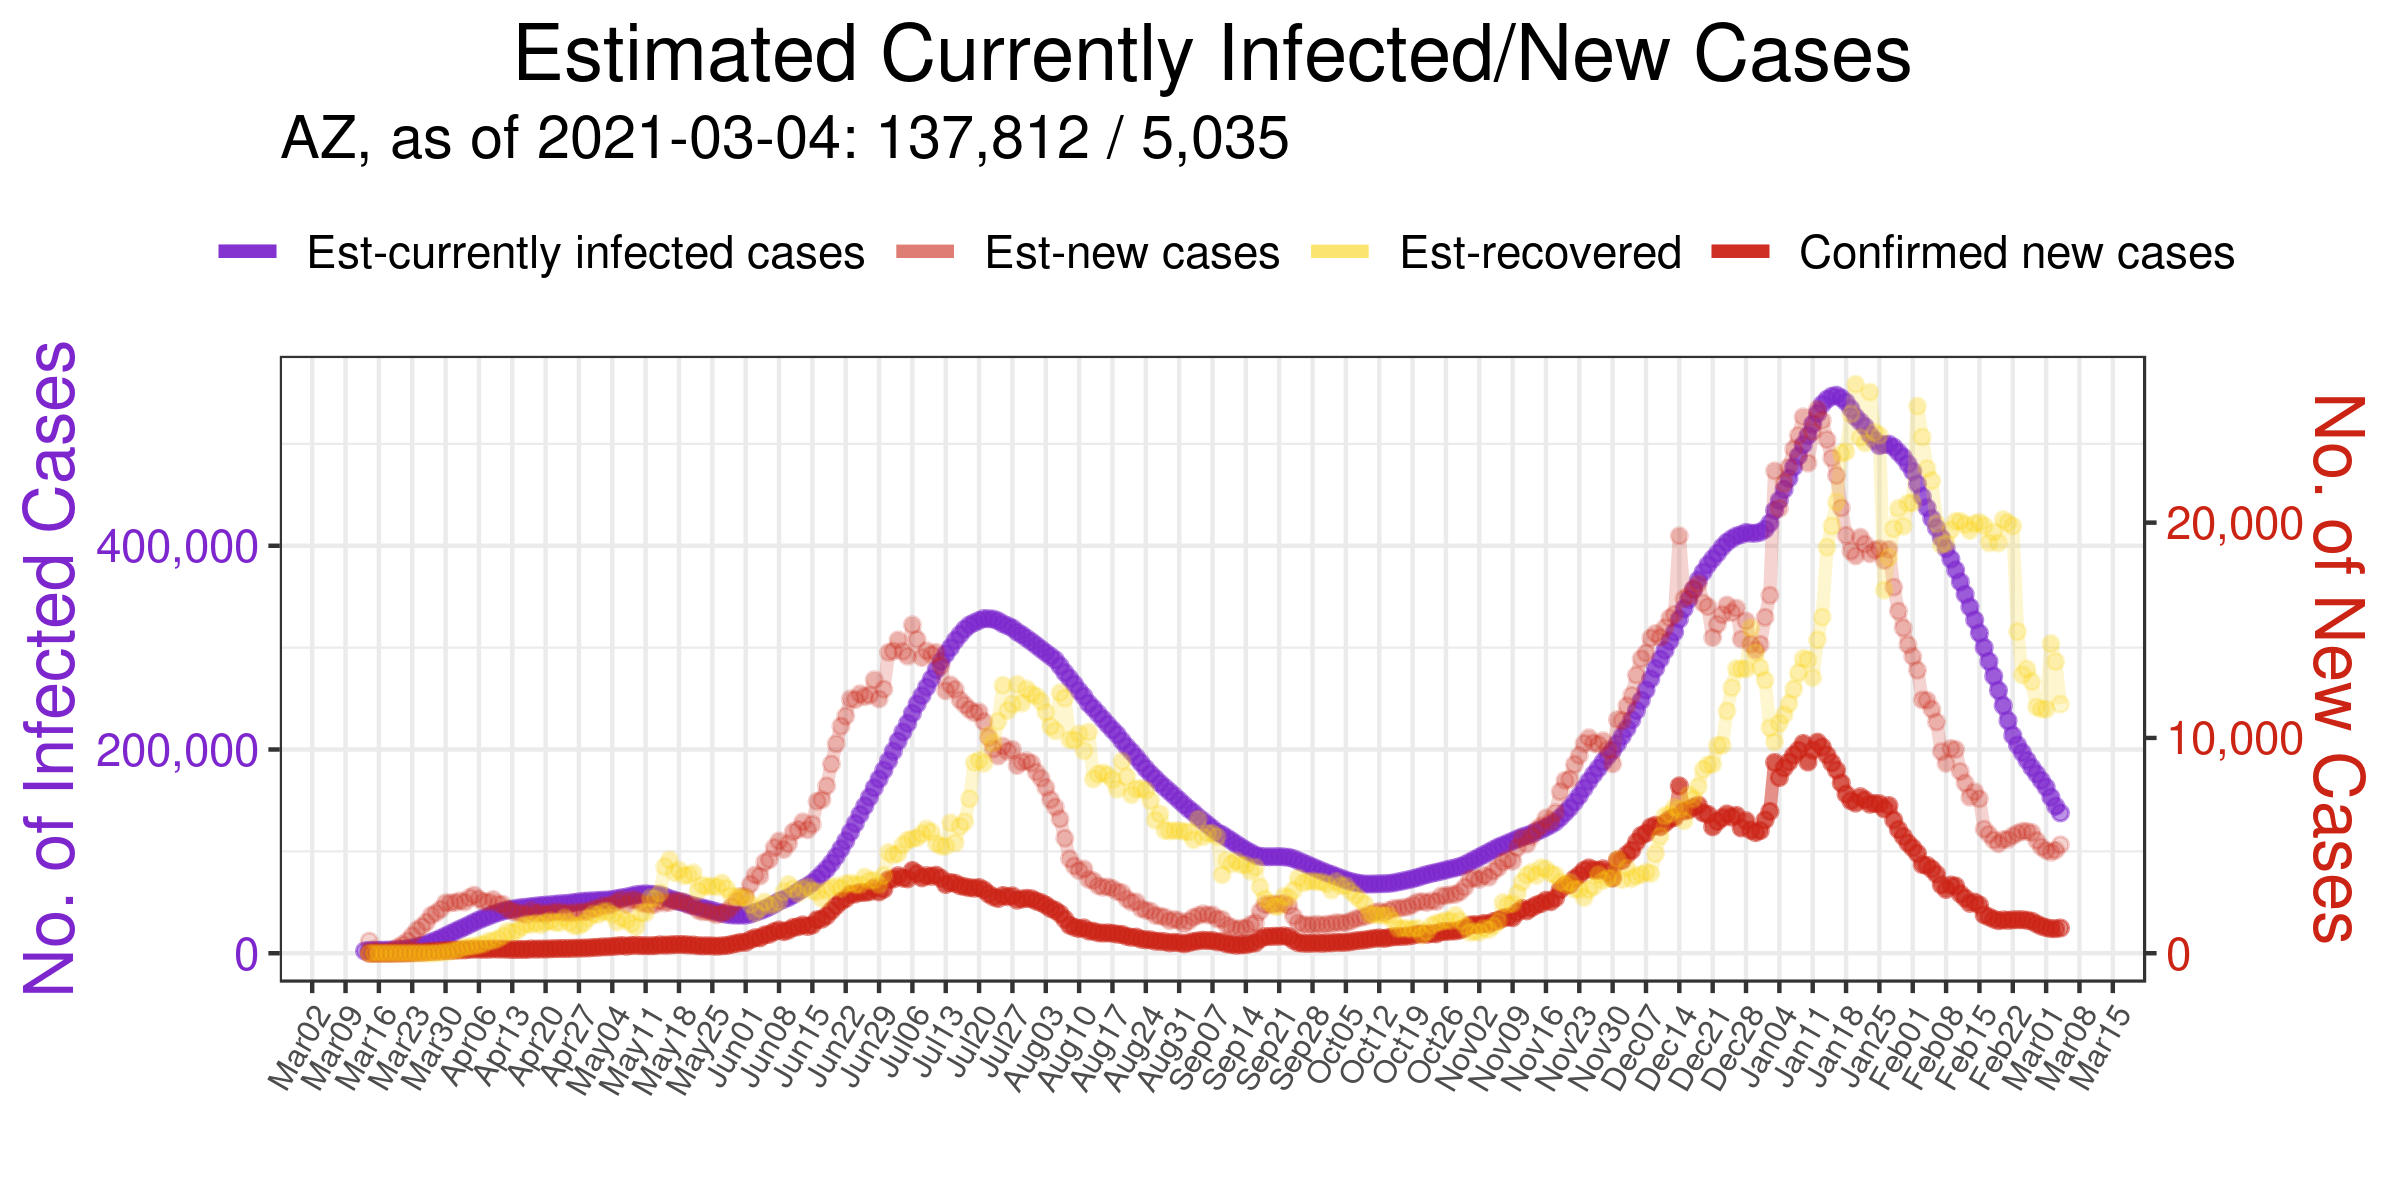 Estimated Currently Infected/New Cases
AZ, as of 2021-03-04: 137,812 / 5,035
Est-currently infected cases
Est-new cases
Est-recovered
Confirmed new cases
No. of Infected Cases
400,000
200,000
0
20,000
10,000
0
No. of New Cases
Mar02
Mar09
Mar16
Mar23
Mar30
Apr06
Apr13
Apr20
Apr27
May04
May11
May18
May25
Jun01
Jun08
Jun15
Jun22
Jun29
Jul06
Jul13
Jul20
Jul27
Aug03
Aug10
Aug17
Aug24
Aug31
Sep07
Sep14
Sep21
Sep28
Oct05
Oct12
Oct19
Oct26
Nov02
Nov09
Nov16
Nov23
Nov30
Dec07
Dec14
Dec21
Dec28
Jan04
Jan11
Jan18
Jan25
Feb01
Feb08
Feb15
Feb22
Mar01
Mar08
Mar15